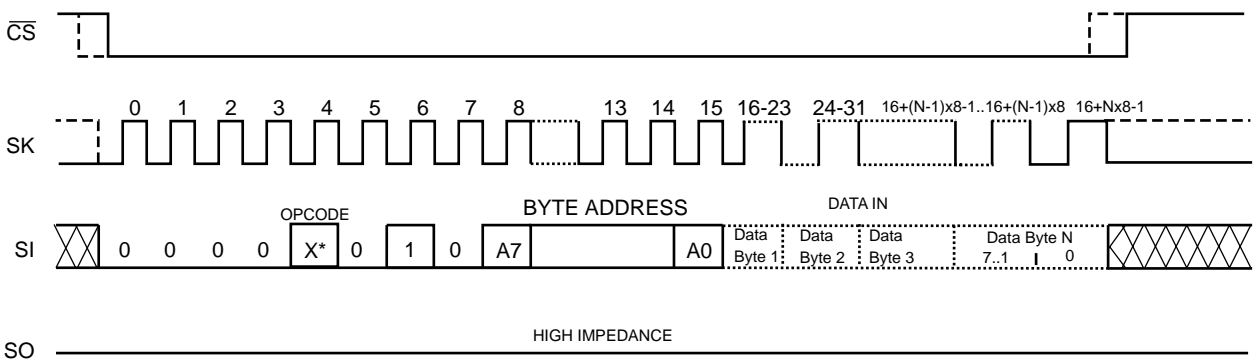 CS
0 1 2 3 4 5 6 7 8 13 14 15 16-23 24-31 16+(N-1)x8-1..16+(N-1)x8 16+Nx8-1
SK
OPCODE BYTE ADDRESS DATA IN
SI 0 0 0 0 X* 0 1 0 A7 A0
Data Byte 1
Data Byte 2
Data Byte 3
Data Byte N
7..1 0
HIGH IMPEDANCE
SO